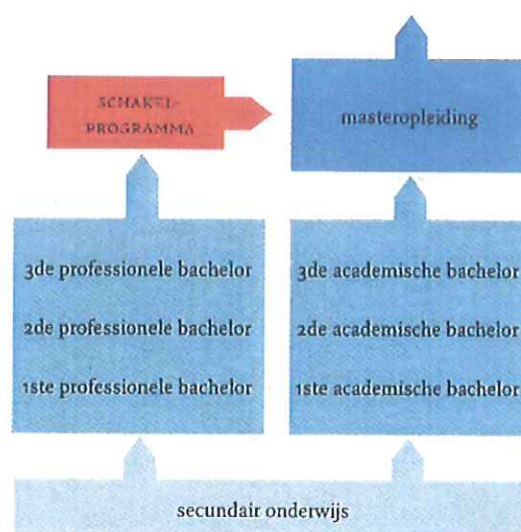 SCHAKEL-
PROGRAMMA
masteropleiding
3de professionele bachelor
2de professionele bachelor
1ste professionele bachelor
3de academische bachelor
2de academische bachelor
1ste academische bachelor
secundair onderwijs